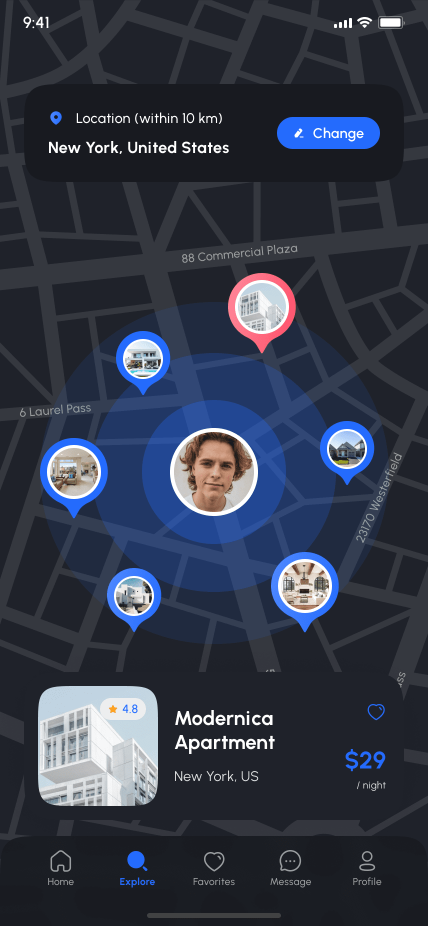 9:41
Location (within 10 km)
New York, United States
Change
88 Commercial Plaza
6 Laurel Pass
23170 Westerfield
4.8
Modernica
Apartment
New York, US
$29
/ night
Home
Explore
Favorites
Message
Profile